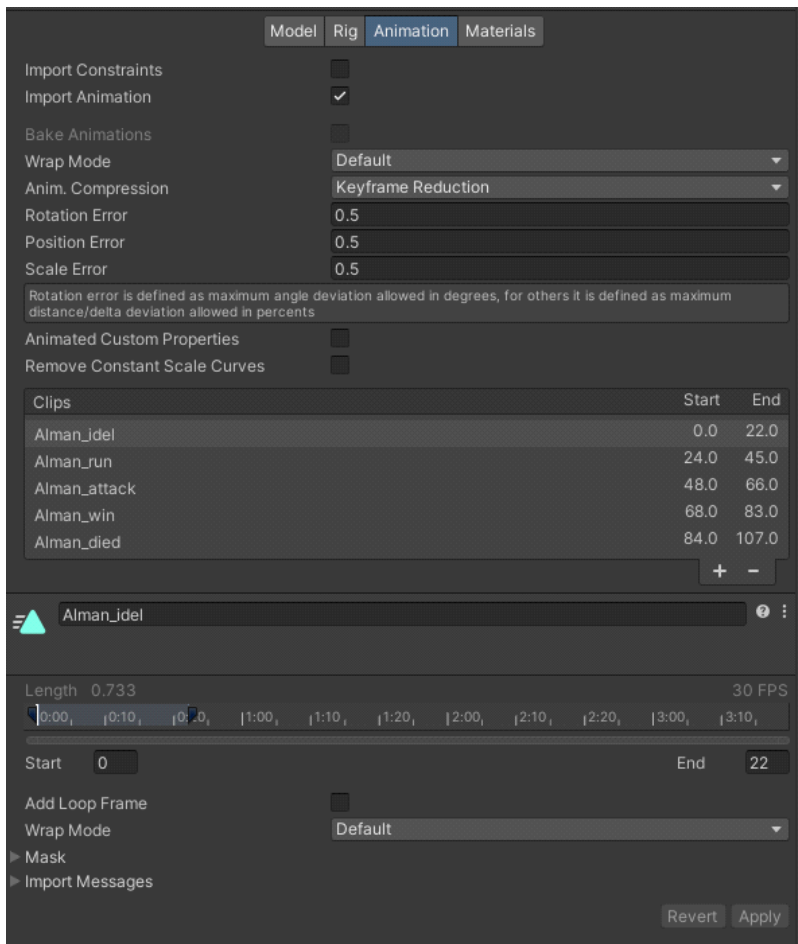 Model Rig Animation Materials
Import Constraints
Import Animation
Bake Animations
Wrap Mode Default
Anim. Compression Keyframe Reduction
Rotation Error 0.5
Position Error 0.5
Scale Error 0.5
Rotation error is defined as maximum angle deviation allowed in degrees, for others it is defined as maximum
distance/delta deviation allowed in percents
Animated Custom Properties
Remove Constant Scale Curves
Clips Start End
Alman_idel 0.0 22.0
Alman_run 24.0 45.0
Alman_attack 48.0 66.0
Alman_win 68.0 83.0
Alman_died 84.0 107.0
+ −
Alman_idel
Length 0.733 30 FPS
0:00 0:10 1:00 1:10 1:20 2:00 2:10 2:20 3:00 3:10
Start 0 End 22
Add Loop Frame
Wrap Mode Default
Mask
Import Messages
Revert Apply